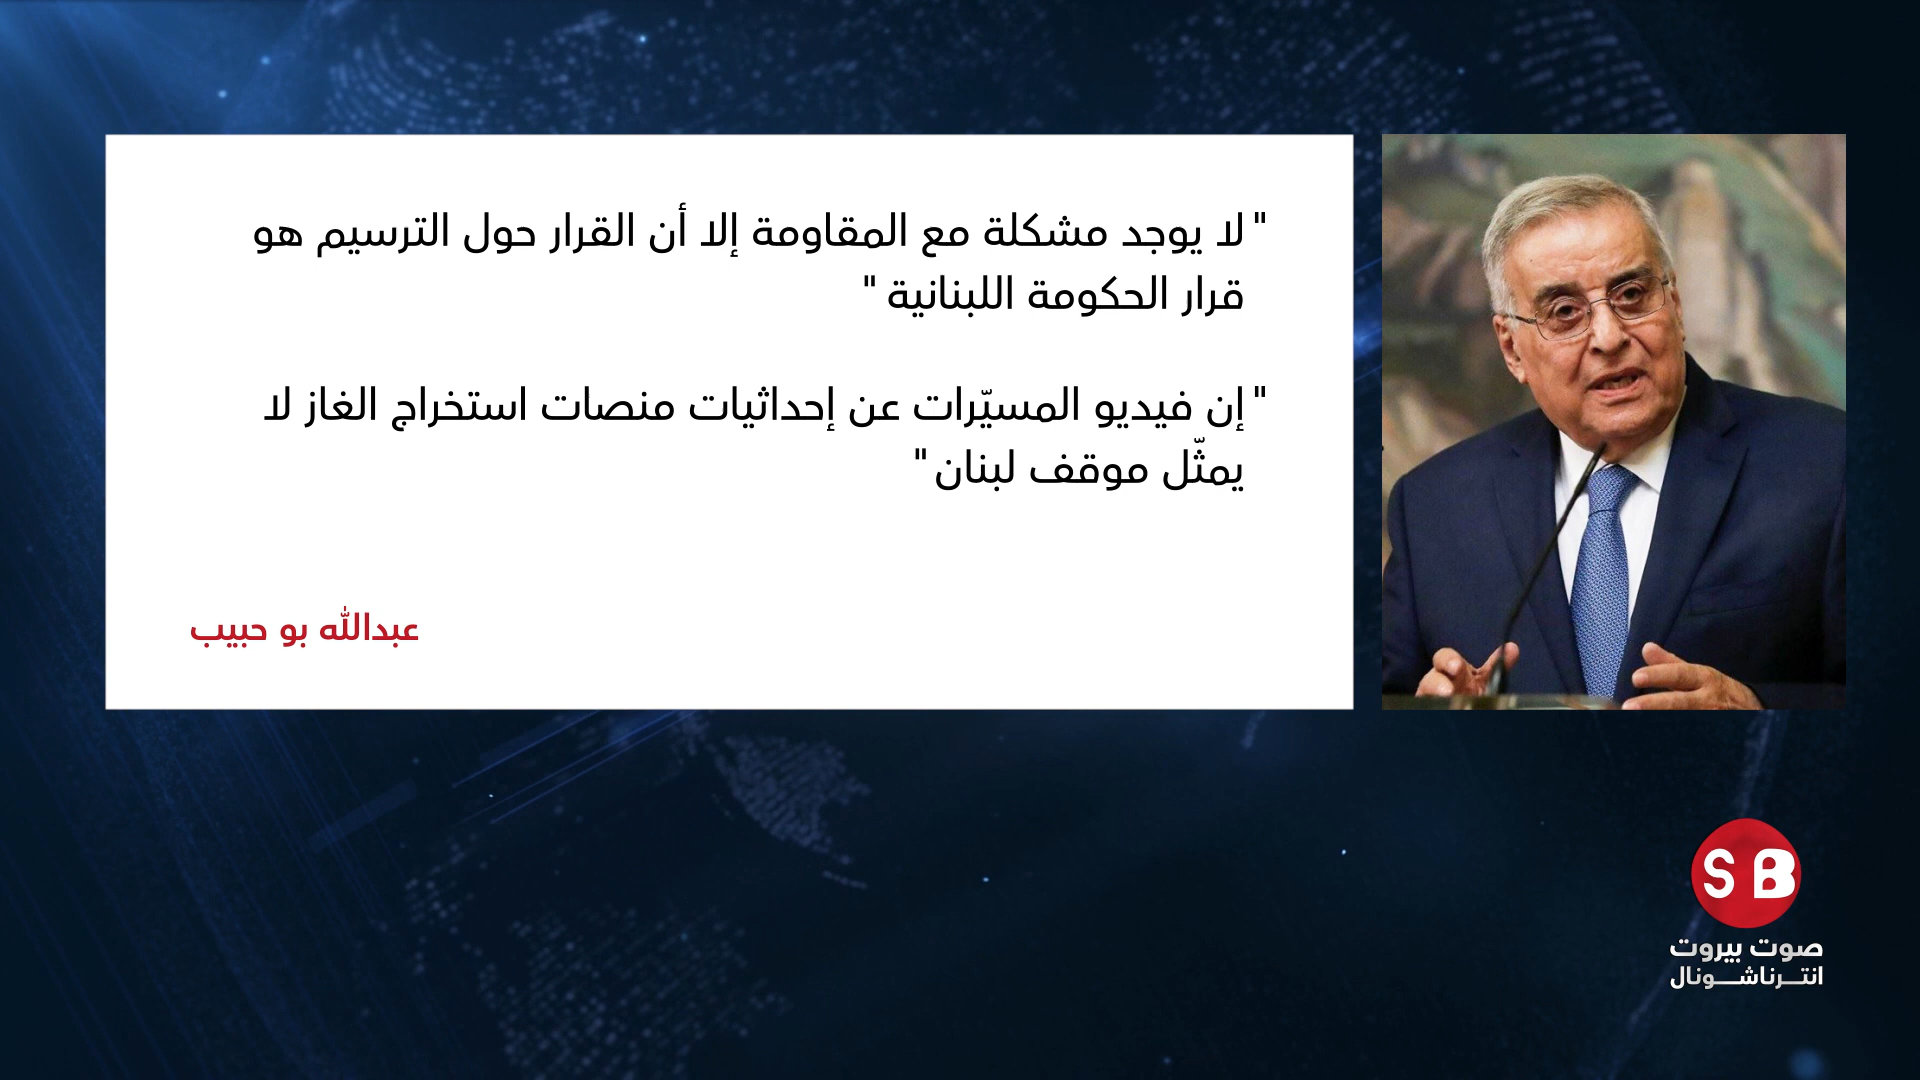 "لا يوجد مشكلة مع المقاومة إلا أن القرار حول الترسيم هو
قرار الحكومة اللبنانية"
"إن فيديو المسيّرات عن إحداثيات منصات استخراج الغاز لا
يمثّل موقف لبنان"
عبدالله بو حبيب
SB
صوت بيروت
انترناشونال